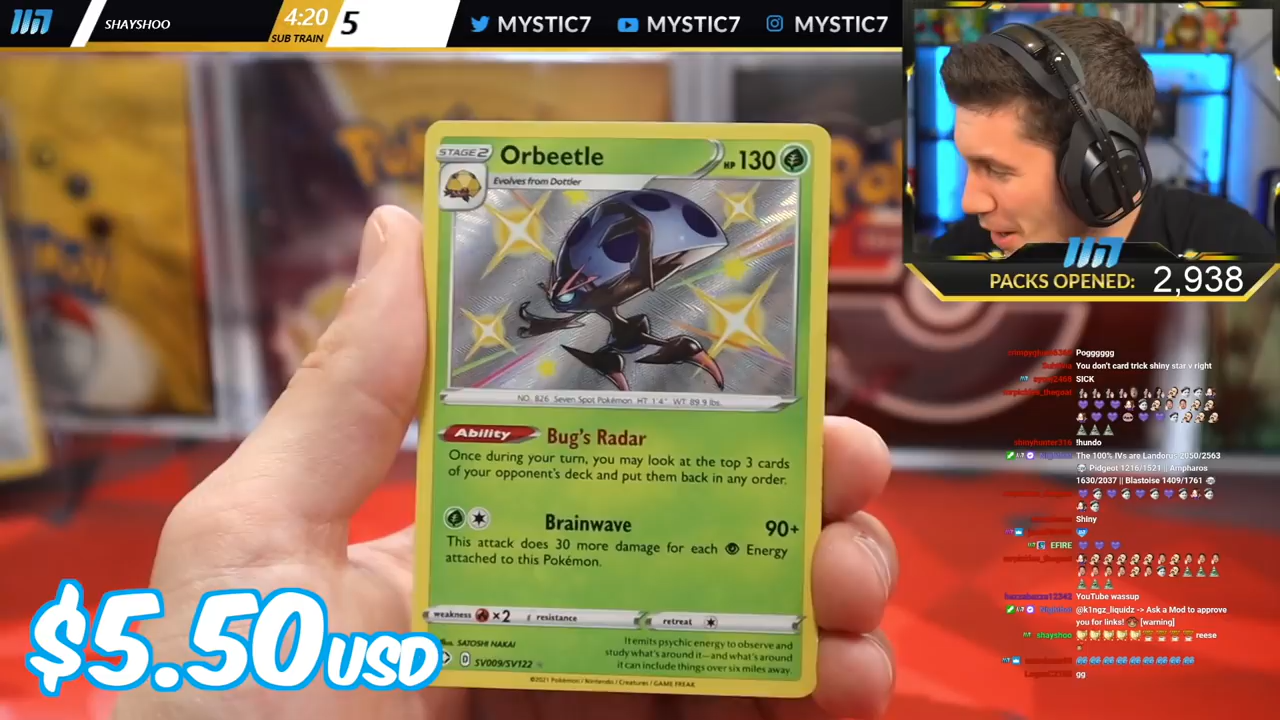 SHAYSHOO
4:20
SUB TRAIN
5
MYSTIC7
MYSTIC7
MYSTIC7
PACKS OPENED: 2,938
STAGE 2
Orbeetle
HP 130
Evolves from Dottler
NO. 826 Seven Spot Pokémon HT: 1'4" WT: 89.9 lbs.
Ability Bug's Radar
Once during your turn, you may look at the top 3 cards
of your opponent's deck and put them back in any order.
Brainwave 90+
This attack does 30 more damage for each Energy
attached to this Pokémon.
weakness ×2 resistance retreat
SATOSHI NAKAI
D SV009/SV122
It emits psychic energy to observe and
study what's around it—and what's around
it can include things over six miles away.
©2021 Pokémon / Nintendo / Creatures / GAME FREAK
$5.50 USD
Pogggggg
You don't card trick shiny star v right
SICK
!hundo
The 100% IVs are Landorus 2050/2563
Pidgeot 1216/1521 || Ampharos
1630/2037 || Blastoise 1409/1761
Shiny
EFIRE
YouTube wassup
@k1ngz_liquidz -> Ask a Mod to approve
you for links! [warning]
shayshoo reese
gg